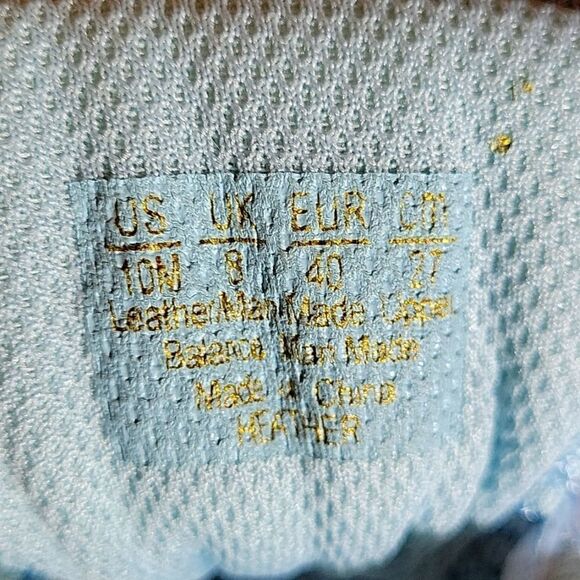 US UK EUR cm
10N 8 40 27
Leather/Man Made Upper
Balance Man Made
Made in China
HEATHER